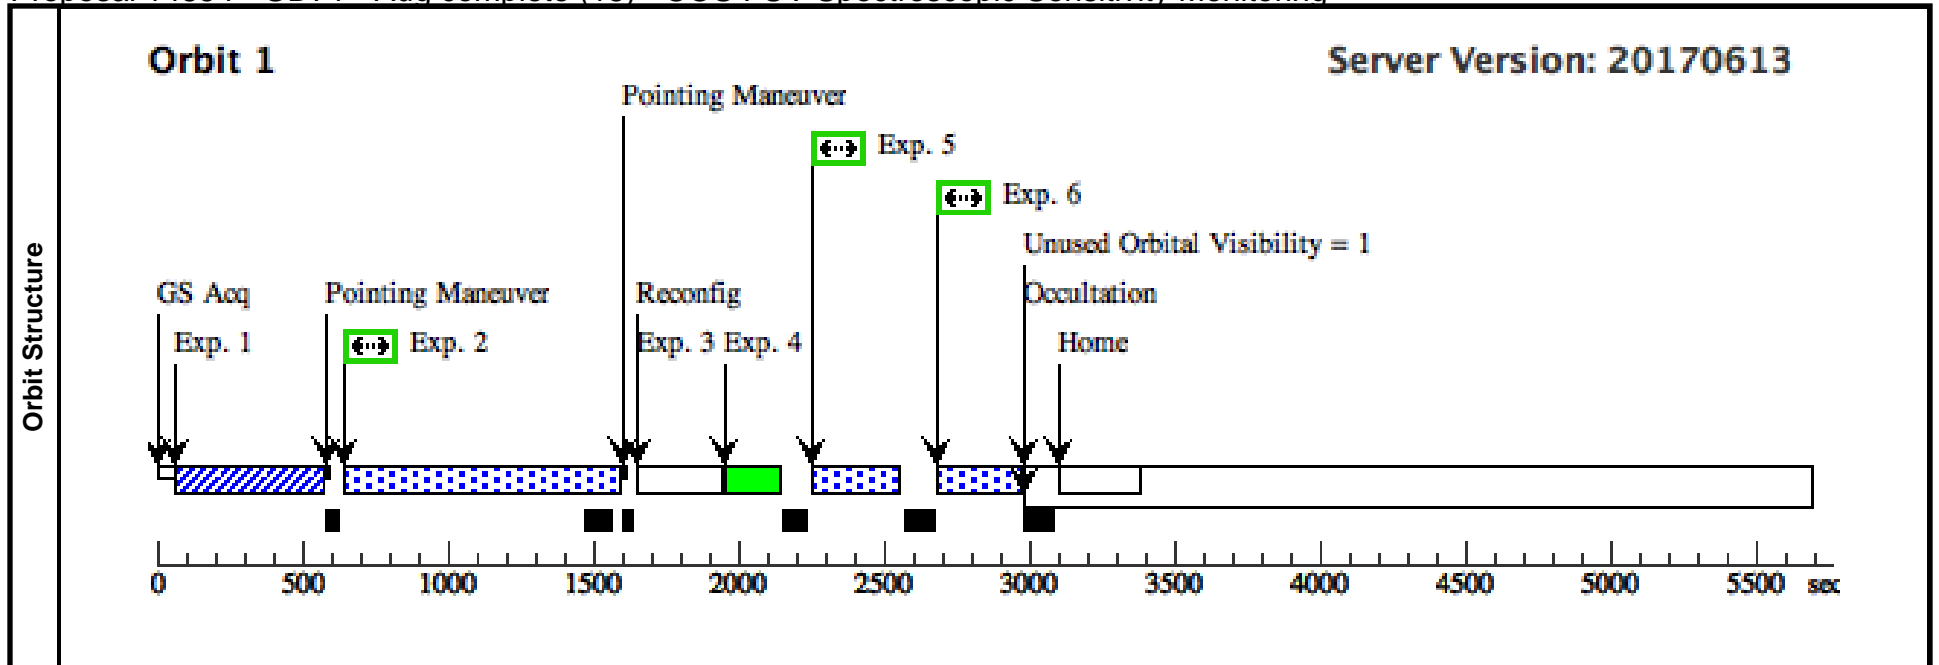 Orbit 1
Server Version: 20170613
Pointing Maneuver
Exp. 5
Exp. 6
Unused Orbital Visibility = 1
GS Acq
Pointing Maneuver
Reconfig
Occultation
Exp. 1
Exp. 2
Exp. 3 Exp. 4
Home
Orbit Structure
0 500 1000 1500 2000 2500 3000 3500 4000 4500 5000 5500 sec